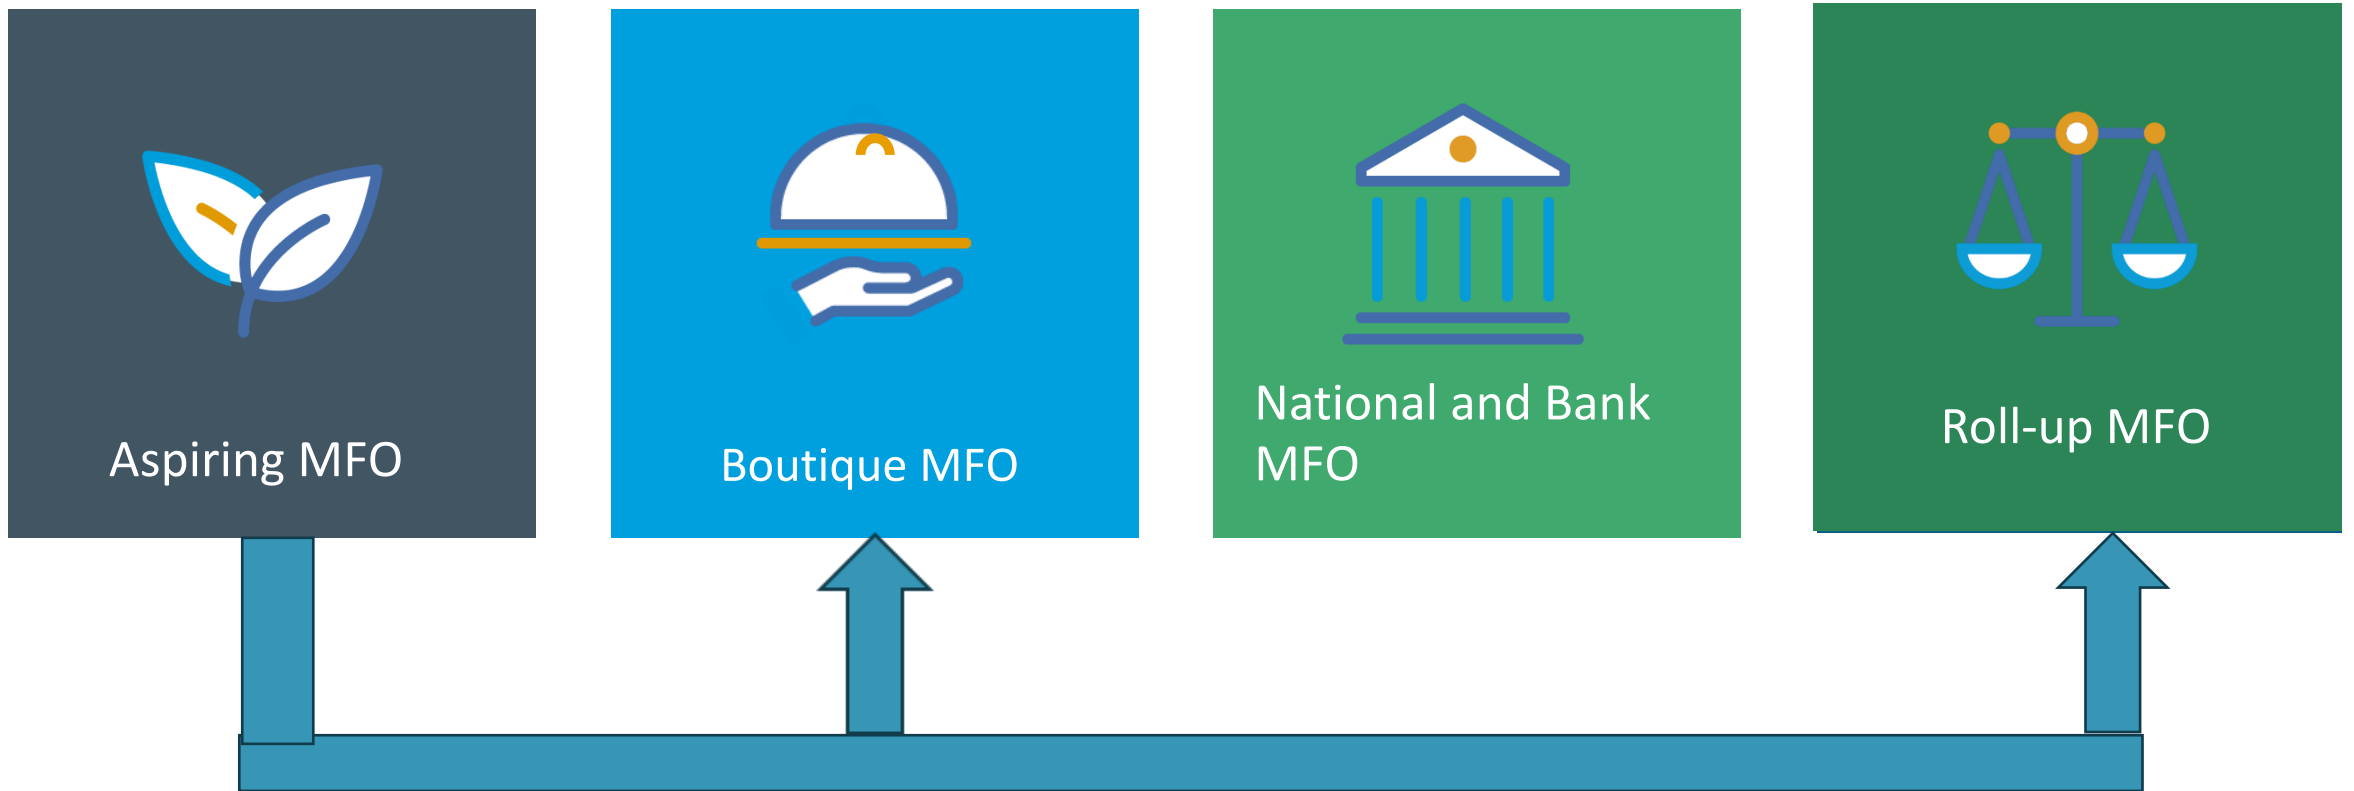 Aspiring MFO
Boutique MFO
National and Bank
MFO
Roll-up MFO